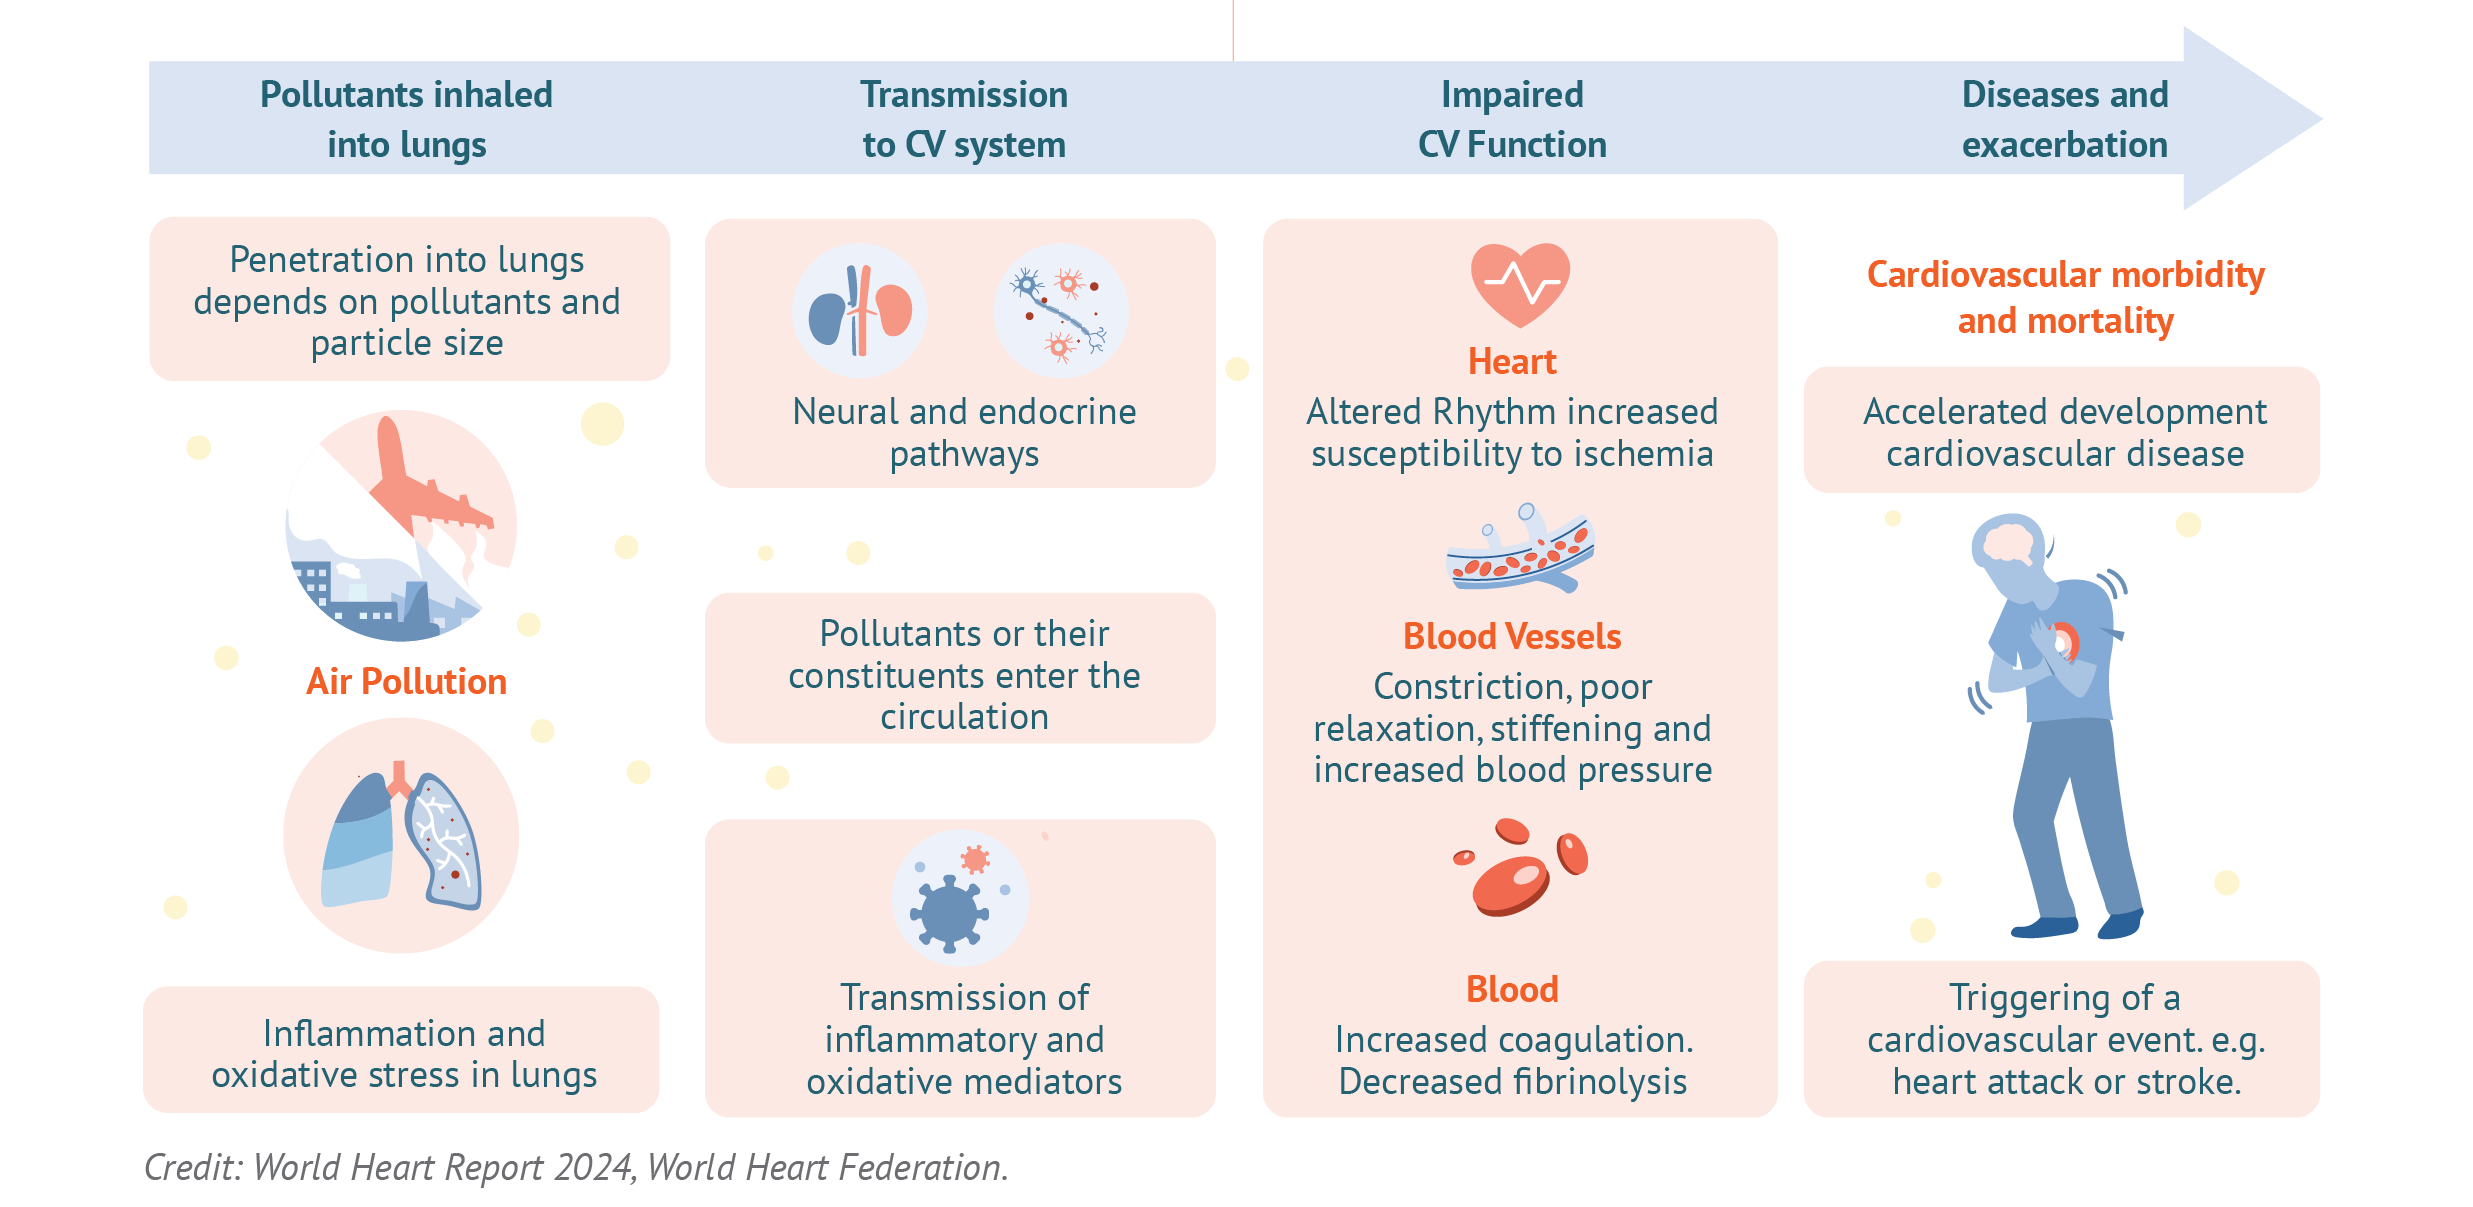 Pollutants inhaled
into lungs
Transmission
to CV system
Impaired
CV Function
Diseases and
exacerbation
Penetration into lungs
depends on pollutants and
particle size
Air Pollution
Inflammation and
oxidative stress in lungs
Neural and endocrine
pathways
Pollutants or their
constituents enter the
circulation
Transmission of
inflammatory and
oxidative mediators
Heart
Altered Rhythm increased
susceptibility to ischemia
Blood Vessels
Constriction, poor
relaxation, stiffening and
increased blood pressure
Blood
Increased coagulation.
Decreased fibrinolysis
Cardiovascular morbidity
and mortality
Accelerated development
cardiovascular disease
Triggering of a
cardiovascular event. e.g.
heart attack or stroke.
Credit: World Heart Report 2024, World Heart Federation.